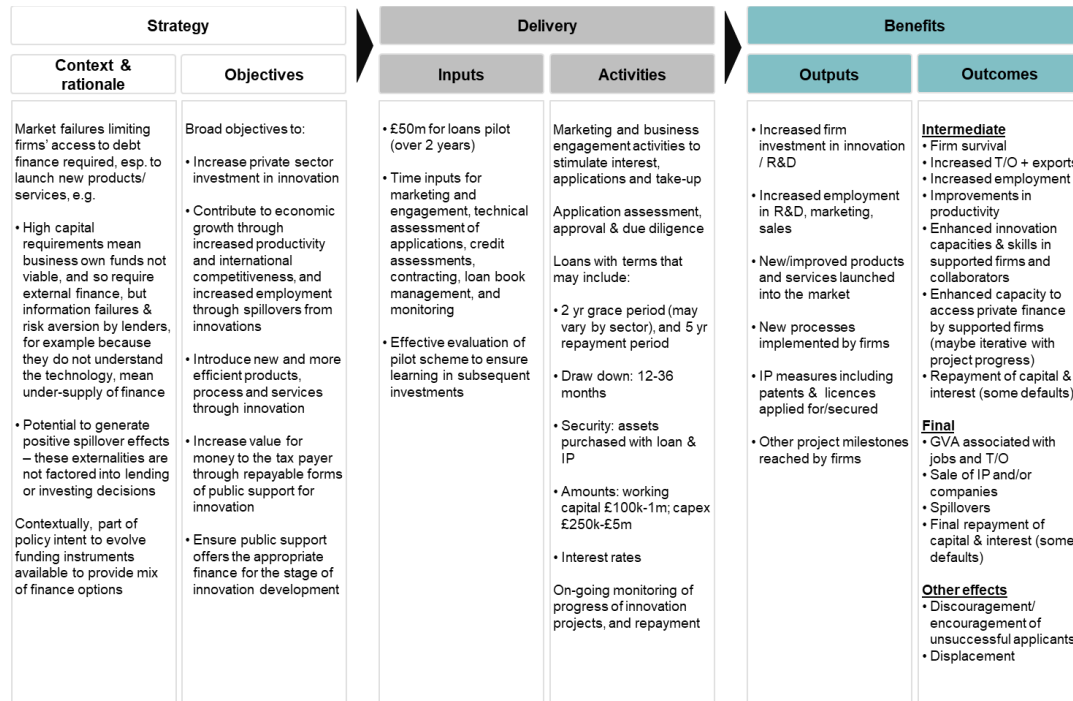 Strategy
Delivery
Benefits
Context &
rationale
Objectives
Inputs
Activities
Outputs
Outcomes
Market failures limiting
firms' access to debt
finance required, esp. to
launch new products/
services, e.g.
• High capital
requirements mean
business own funds not
viable, and so require
external finance, but
information failures &
risk aversion by lenders,
for example because
they do not understand
the technology, mean
under-supply of finance
• Potential to generate
positive spillover effects
– these externalities are
not factored into lending
or investing decisions
Contextually, part of
policy intent to evolve
funding instruments
available to provide mix
of finance options
Broad objectives to:
• Increase private sector
investment in innovation
• Contribute to economic
growth through
increased productivity
and international
competitiveness, and
increased employment
through spillovers from
innovations
• Introduce new and more
efficient products,
process and services
through innovation
• Increase value for
money to the tax payer
through repayable forms
of public support for
innovation
• Ensure public support
offers the appropriate
finance for the stage of
innovation development
• £50m for loans pilot
(over 2 years)
• Time inputs for
marketing and
engagement, technical
assessment of
applications, credit
assessments,
contracting, loan book
management, and
monitoring
• Effective evaluation of
pilot scheme to ensure
learning in subsequent
investments
Marketing and business
engagement activities to
stimulate interest,
applications and take-up
Application assessment,
approval & due diligence
Loans with terms that
may include:
• 2 yr grace period (may
vary by sector), and 5 yr
repayment period
• Draw down: 12-36
months
• Security: assets
purchased with loan &
IP
• Amounts: working
capital £100k-1m; capex
£250k-£5m
• Interest rates
On-going monitoring of
progress of innovation
projects, and repayment
• Increased firm
investment in innovation
/ R&D
• Increased employment
in R&D, marketing,
sales
• New/improved products
and services launched
into the market
• New processes
implemented by firms
• IP measures including
patents & licences
applied for/secured
• Other project milestones
reached by firms
Intermediate
• Firm survival
• Increased T/O + exports
• Increased employment
• Improvements in
productivity
• Enhanced innovation
capacities & skills in
supported firms and
collaborators
• Enhanced capacity to
access private finance
by supported firms
(maybe iterative with
project progress)
• Repayment of capital &
interest (some defaults)
Final
• GVA associated with
jobs and T/O
• Sale of IP and/or
companies
• Spillovers
• Final repayment of
capital & interest (some
defaults)
Other effects
• Discouragement/
encouragement of
unsuccessful applicants
• Displacement